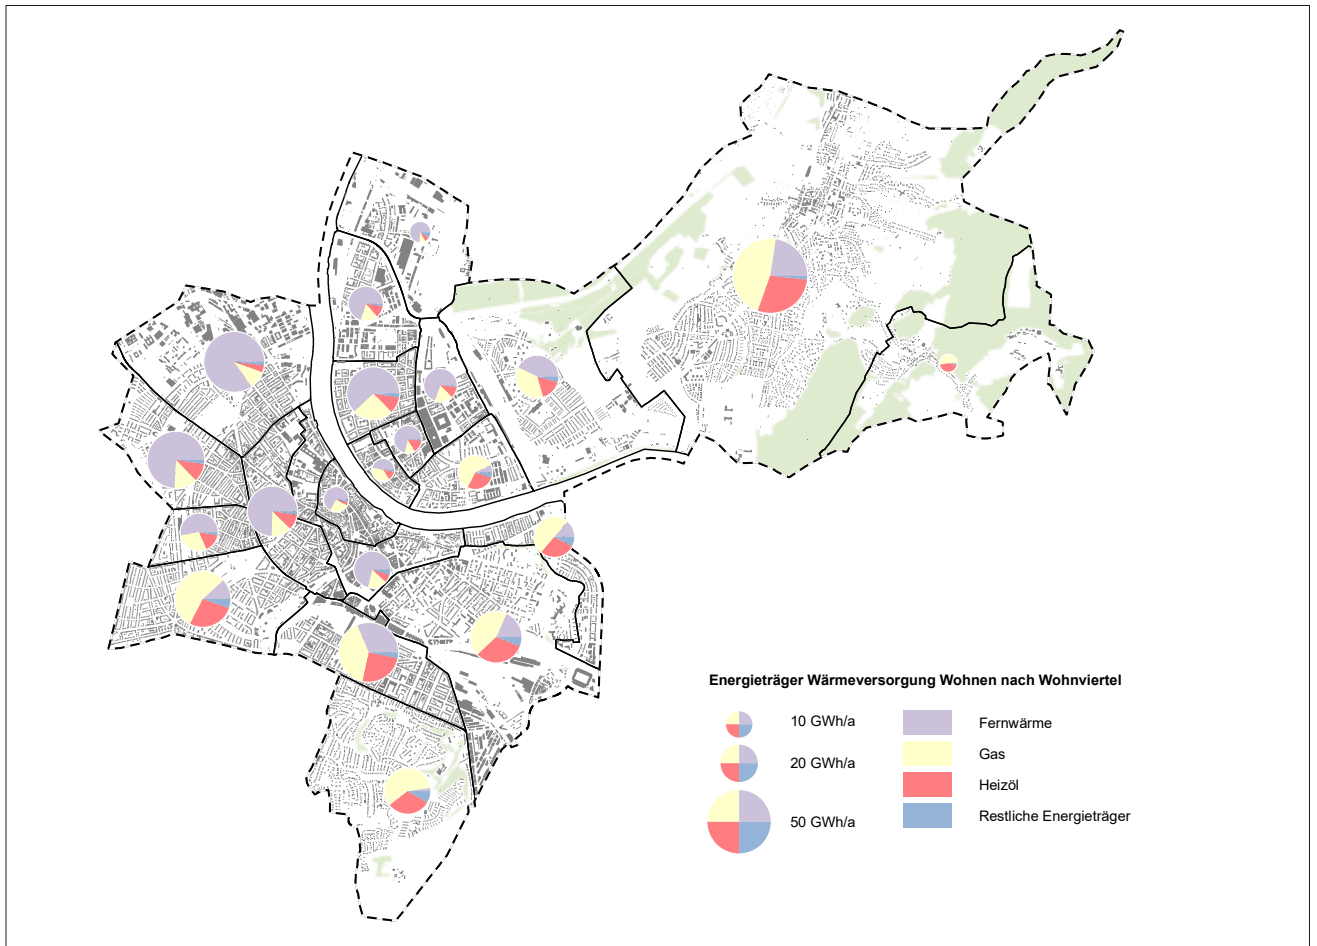 Energieträger Wärmeversorgung Wohnen nach Wohnviertel
10 GWh/a
20 GWh/a
50 GWh/a
Fernwärme
Gas
Heizöl
Restliche Energieträger